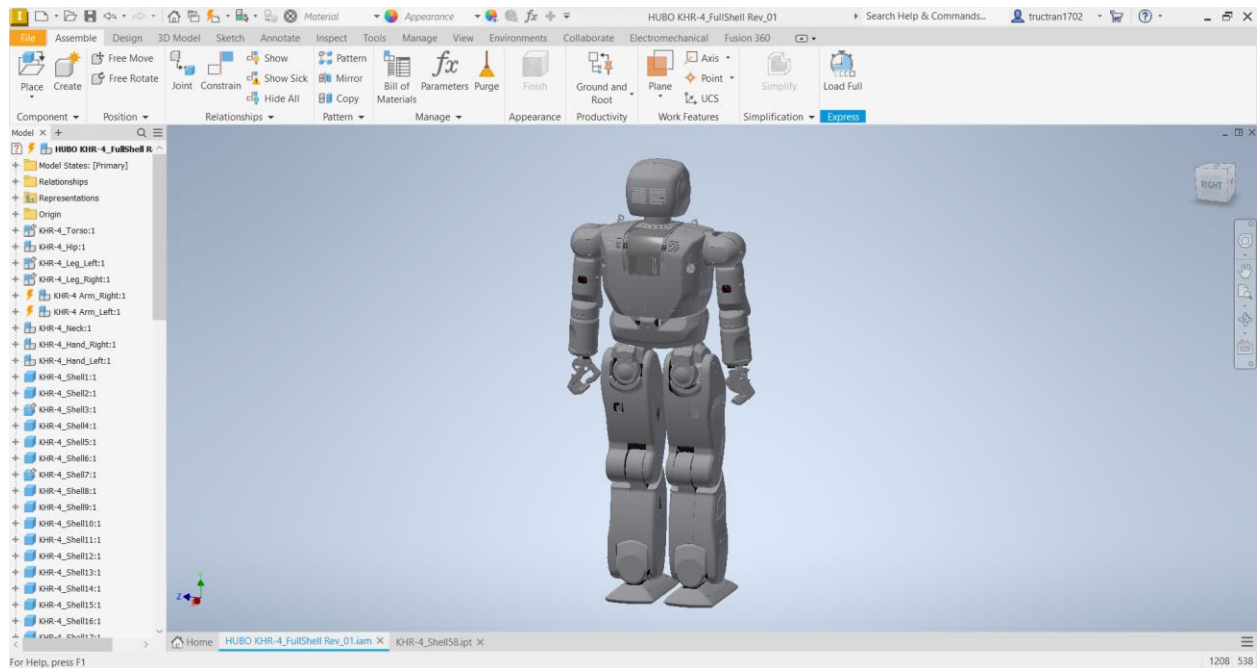 Material
Appearance
fx
HUBO KHR-4_FullShell Rev_01
Search Help & Commands...
tructran1702
File Assemble Design 3D Model Sketch Annotate Inspect Tools Manage View Environments Collaborate Electromechanical Fusion 360
Place
Create
Free Move
Free Rotate
Component
Position
Joint
Constrain
Show
Show Sick
Hide All
Relationships
Pattern
Mirror
Copy
Pattern
Bill of
Materials
fx
Parameters
Purge
Manage
Finish
Appearance
Ground and
Root
Productivity
Plane
Axis
Point
UCS
Work Features
Simplify
Simplification
Load Full
Express
Model
HUBO KHR-4_FullShell R
Model States: [Primary]
Relationships
Representations
Origin
KHR-4_Torso:1
KHR-4_Hip:1
KHR-4_Leg_Left:1
KHR-4_Leg_Right:1
KHR-4 Arm_Right:1
KHR-4 Arm_Left:1
KHR-4_Neck:1
KHR-4_Hand_Right:1
KHR-4_Hand_Left:1
KHR-4_Shell1:1
KHR-4_Shell2:1
KHR-4_Shell3:1
KHR-4_Shell4:1
KHR-4_Shell5:1
KHR-4_Shell6:1
KHR-4_Shell7:1
KHR-4_Shell8:1
KHR-4_Shell9:1
KHR-4_Shell10:1
KHR-4_Shell11:1
KHR-4_Shell12:1
KHR-4_Shell13:1
KHR-4_Shell14:1
KHR-4_Shell15:1
KHR-4_Shell16:1
KHR-4_Shell17:1
RIGHT
Y
Z
Home
HUBO KHR-4_FullShell Rev_01.iam
KHR-4_Shell58.ipt
For Help, press F1
1208 538